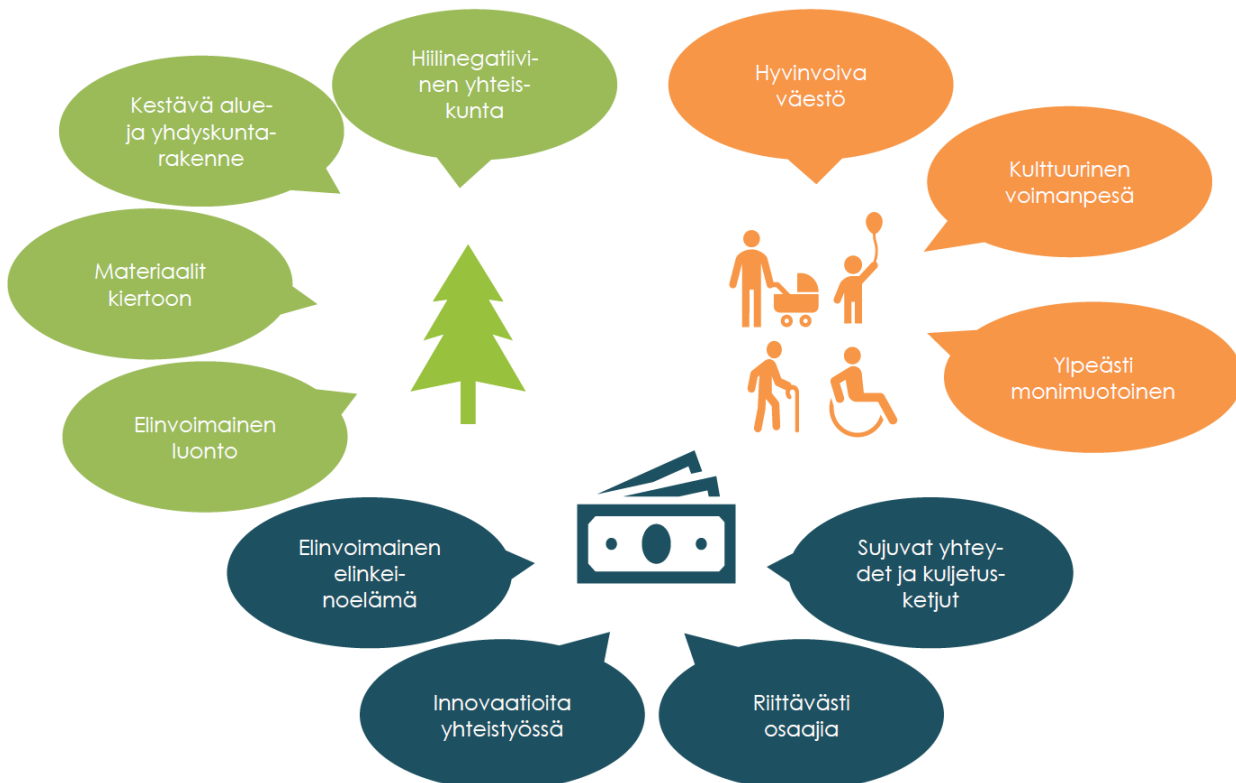 Hiilinegatiivi-
nen yhteis-
kunta
Hyvinvoiva
väestö
Kestävä alue-
ja yhdyskunta-
rakenne
Kulttuurinen
voimanpesä
Materiaalit
kiertoon
Ylpeästi
monimuotoinen
Elinvoimainen
luonto
Elinvoimainen
elinkei-
noelämä
Sujuvat yhtey-
det ja kuljetus-
ketjut
Innovaatioita
yhteistyössä
Riittävästi
osaajia